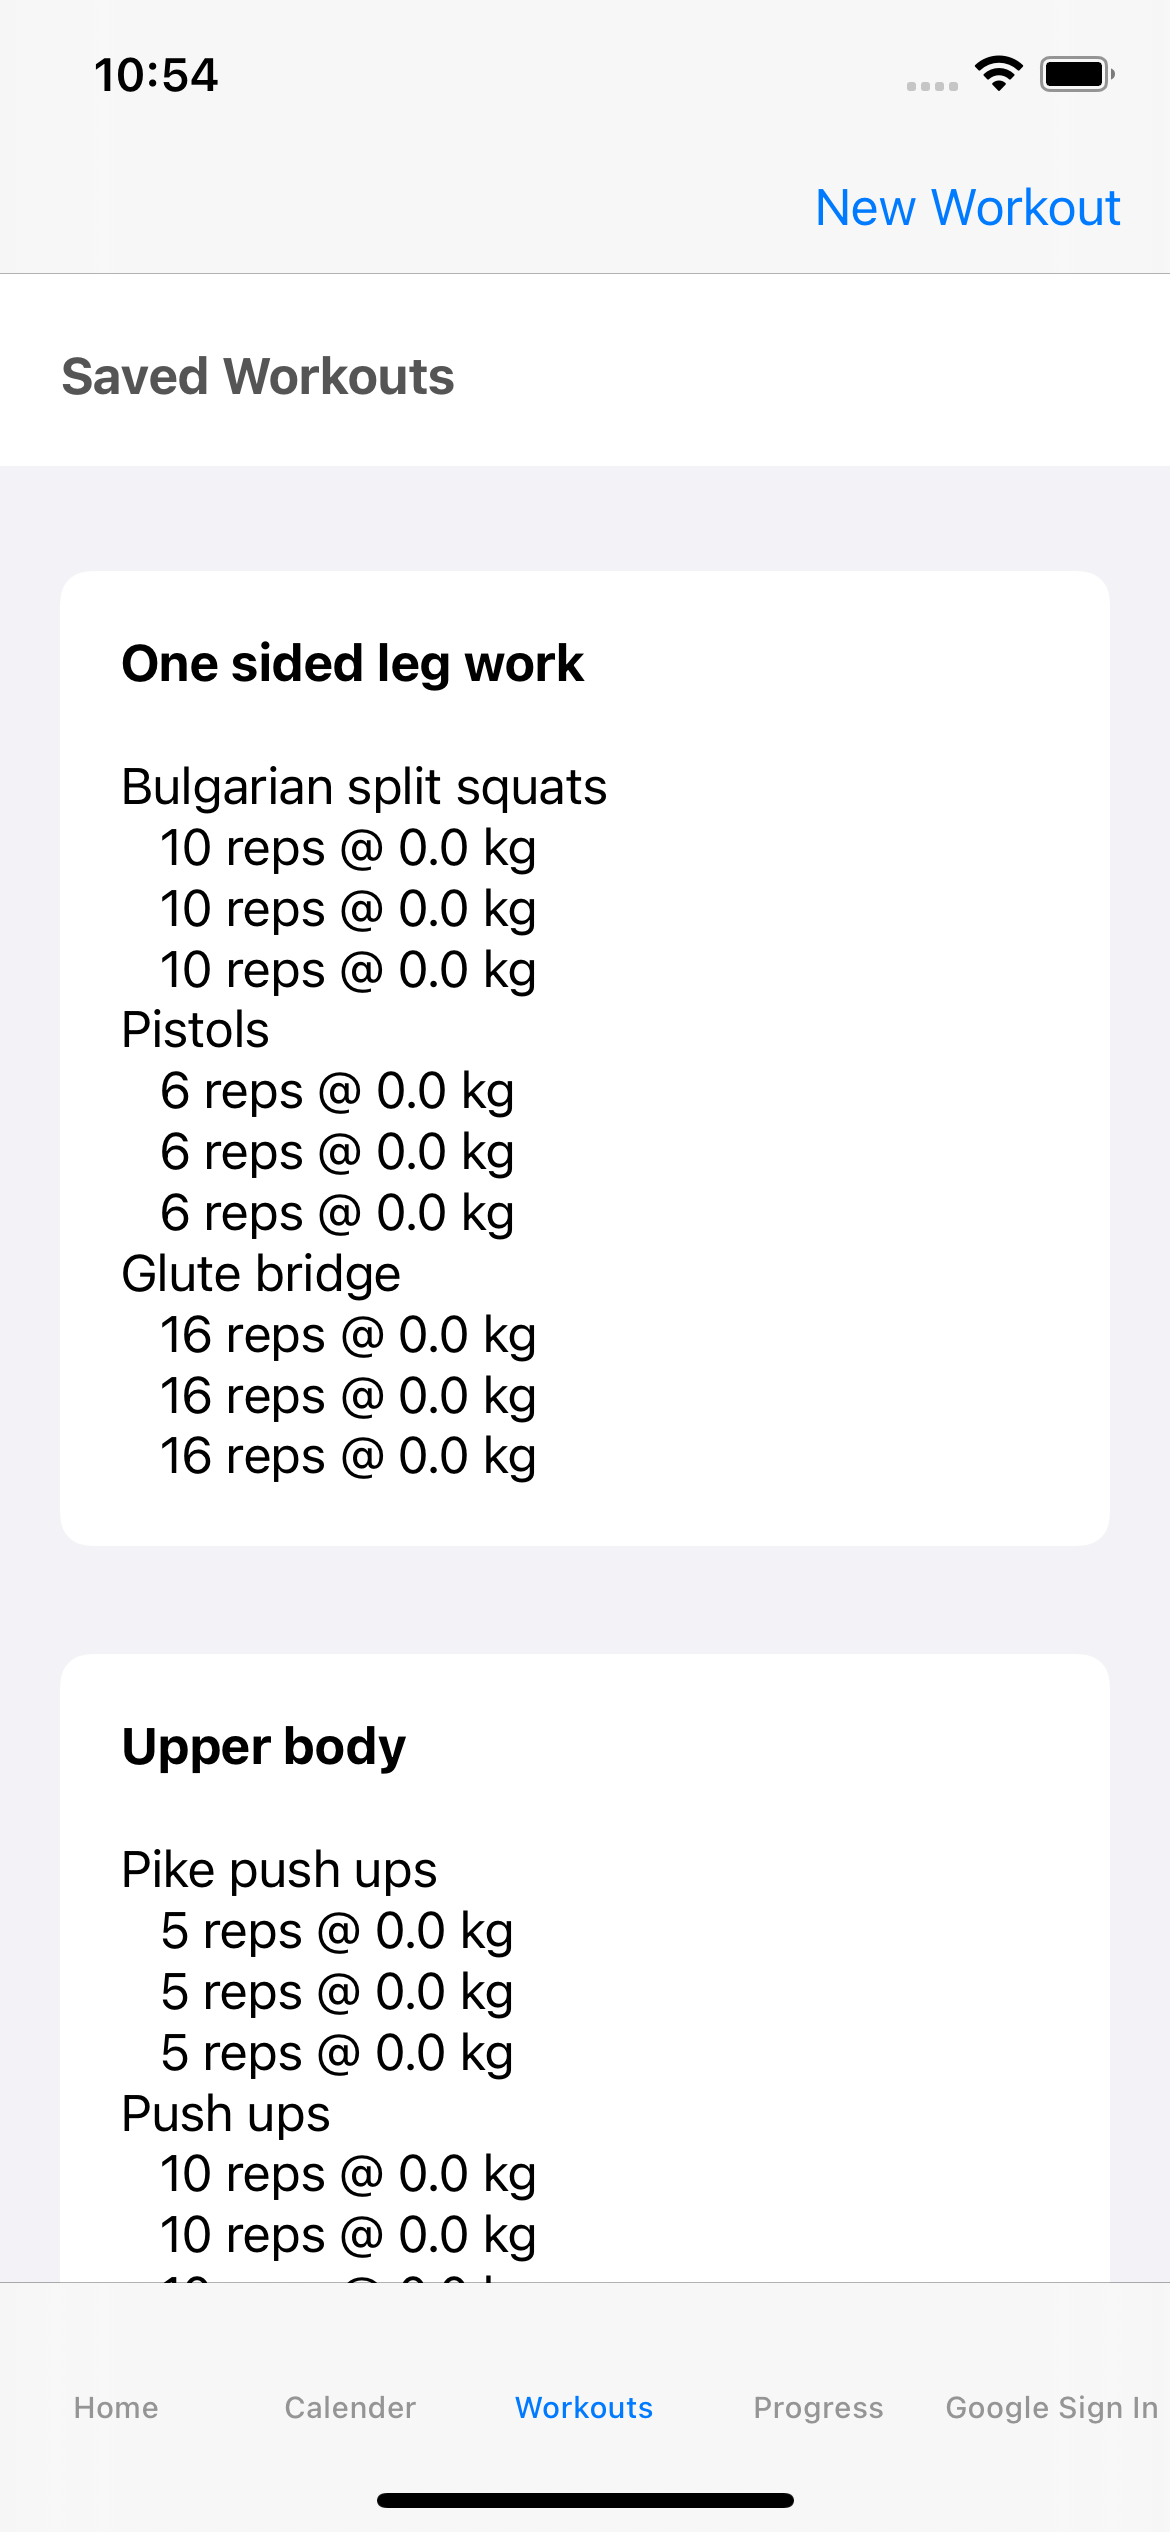 10:54
New Workout
Saved Workouts
One sided leg work
Bulgarian split squats
10 reps @ 0.0 kg
10 reps @ 0.0 kg
10 reps @ 0.0 kg
Pistols
6 reps @ 0.0 kg
6 reps @ 0.0 kg
6 reps @ 0.0 kg
Glute bridge
16 reps @ 0.0 kg
16 reps @ 0.0 kg
16 reps @ 0.0 kg
Upper body
Pike push ups
5 reps @ 0.0 kg
5 reps @ 0.0 kg
5 reps @ 0.0 kg
Push ups
10 reps @ 0.0 kg
10 reps @ 0.0 kg
Home Calender Workouts Progress Google Sign In